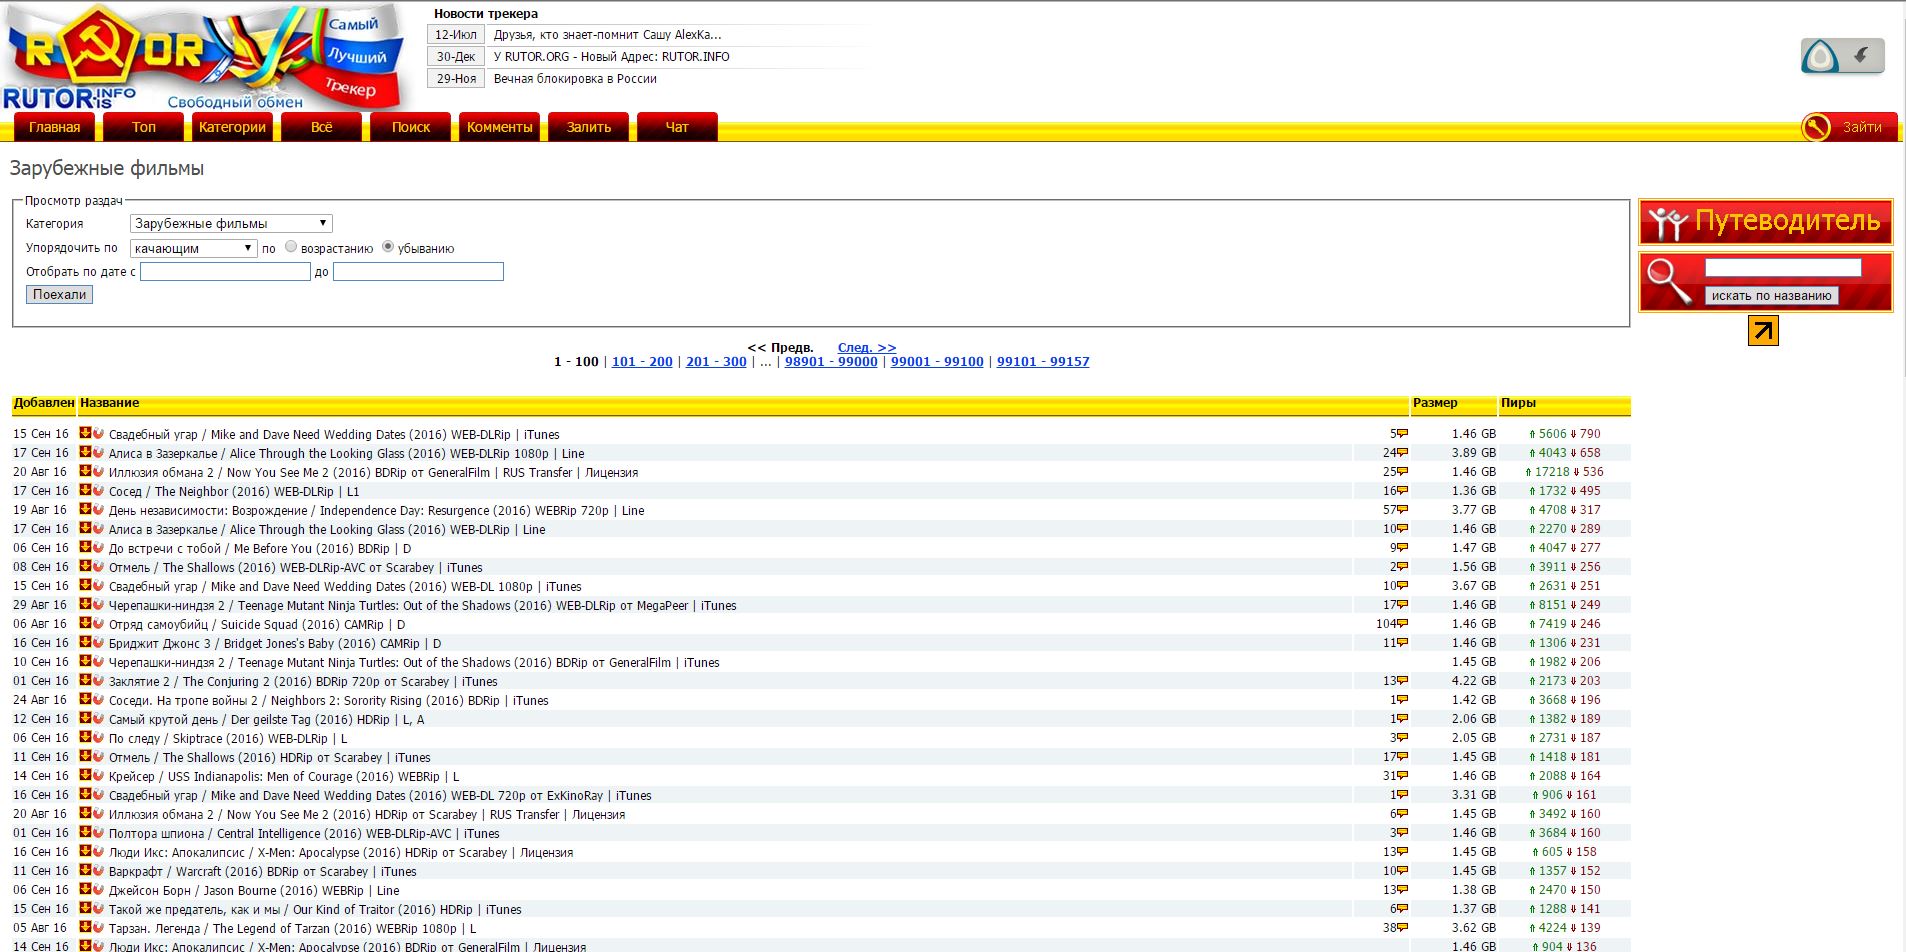 R OR
Самый
Лучший
Трекер
RUTOR.INFO
.is
Свободный обмен
Новости трекера
12-Июл Друзья, кто знает-помнит Сашу AlexKa...
30-Дек У RUTOR.ORG - Новый Адрес: RUTOR.INFO
29-Ноя Вечная блокировка в России
Главная Топ Категории Всё Поиск Комменты Залить Чат Зайти
Зарубежные фильмы
Просмотр раздач
Категория Зарубежные фильмы
Упорядочить по качающим по возрастанию убыванию
Отобрать по дате с до
Поехали
Путеводитель
искать по названию
<< Предв. След. >>
1 - 100 | 101 - 200 | 201 - 300 | ... | 98901 - 99000 | 99001 - 99100 | 99101 - 99157
Добавлен Название Размер Пиры
15 Сен 16 Свадебный угар / Mike and Dave Need Wedding Dates (2016) WEB-DLRip | iTunes 5 1.46 GB 5606 790
17 Сен 16 Алиса в Зазеркалье / Alice Through the Looking Glass (2016) WEB-DLRip 1080p | Line 24 3.89 GB 4043 658
20 Авг 16 Иллюзия обмана 2 / Now You See Me 2 (2016) BDRip от GeneralFilm | RUS Transfer | Лицензия 25 1.46 GB 17218 536
17 Сен 16 Сосед / The Neighbor (2016) WEB-DLRip | L1 16 1.36 GB 1732 495
19 Авг 16 День независимости: Возрождение / Independence Day: Resurgence (2016) WEBRip 720p | Line 57 3.77 GB 4708 317
17 Сен 16 Алиса в Зазеркалье / Alice Through the Looking Glass (2016) WEB-DLRip | Line 10 1.46 GB 2270 289
06 Сен 16 До встречи с тобой / Me Before You (2016) BDRip | D 9 1.47 GB 4047 277
08 Сен 16 Отмель / The Shallows (2016) WEB-DLRip-AVC от Scarabey | iTunes 2 1.56 GB 3911 256
15 Сен 16 Свадебный угар / Mike and Dave Need Wedding Dates (2016) WEB-DL 1080p | iTunes 10 3.67 GB 2631 251
29 Авг 16 Черепашки-ниндзя 2 / Teenage Mutant Ninja Turtles: Out of the Shadows (2016) WEB-DLRip от MegaPeer | iTunes 17 1.46 GB 8151 249
06 Авг 16 Отряд самоубийц / Suicide Squad (2016) CAMRip | D 104 1.46 GB 7419 246
16 Сен 16 Бриджит Джонс 3 / Bridget Jones's Baby (2016) CAMRip | D 11 1.46 GB 1306 231
10 Сен 16 Черепашки-ниндзя 2 / Teenage Mutant Ninja Turtles: Out of the Shadows (2016) BDRip от GeneralFilm | iTunes 1.45 GB 1982 206
01 Сен 16 Заклятие 2 / The Conjuring 2 (2016) BDRip 720p от Scarabey | iTunes 13 4.22 GB 2173 203
24 Авг 16 Соседи. На тропе войны 2 / Neighbors 2: Sorority Rising (2016) BDRip | iTunes 1 1.42 GB 3668 196
12 Сен 16 Самый крутой день / Der geilste Tag (2016) HDRip | L, A 1 2.06 GB 1382 189
06 Сен 16 По следу / Skiptrace (2016) WEB-DLRip | L 3 2.05 GB 2731 187
11 Сен 16 Отмель / The Shallows (2016) HDRip от Scarabey | iTunes 17 1.45 GB 1418 181
14 Сен 16 Крейсер / USS Indianapolis: Men of Courage (2016) WEBRip | L 31 1.46 GB 2088 164
16 Сен 16 Свадебный угар / Mike and Dave Need Wedding Dates (2016) WEB-DL 720p от ExKinoRay | iTunes 1 3.31 GB 906 161
20 Авг 16 Иллюзия обмана 2 / Now You See Me 2 (2016) HDRip от Scarabey | RUS Transfer | Лицензия 6 1.45 GB 3492 160
01 Сен 16 Полтора шпиона / Central Intelligence (2016) WEB-DLRip-AVC | iTunes 3 1.46 GB 3684 160
16 Сен 16 Люди Икс: Апокалипсис / X-Men: Apocalypse (2016) HDRip от Scarabey | Лицензия 13 1.45 GB 605 158
11 Сен 16 Варкрафт / Warcraft (2016) BDRip от Scarabey | iTunes 10 1.45 GB 1357 152
06 Сен 16 Джейсон Борн / Jason Bourne (2016) WEBRip | Line 13 1.38 GB 2470 150
15 Сен 16 Такой же предатель, как и мы / Our Kind of Traitor (2016) HDRip | iTunes 6 1.37 GB 1288 141
05 Авг 16 Тарзан. Легенда / The Legend of Tarzan (2016) WEBRip 1080p | L 38 3.62 GB 4224 139
14 Сен 16 Люди Икс: Апокалипсис / X-Men: Apocalypse (2016) BDRip от GeneralFilm | Лицензия 1.46 GB 904 136